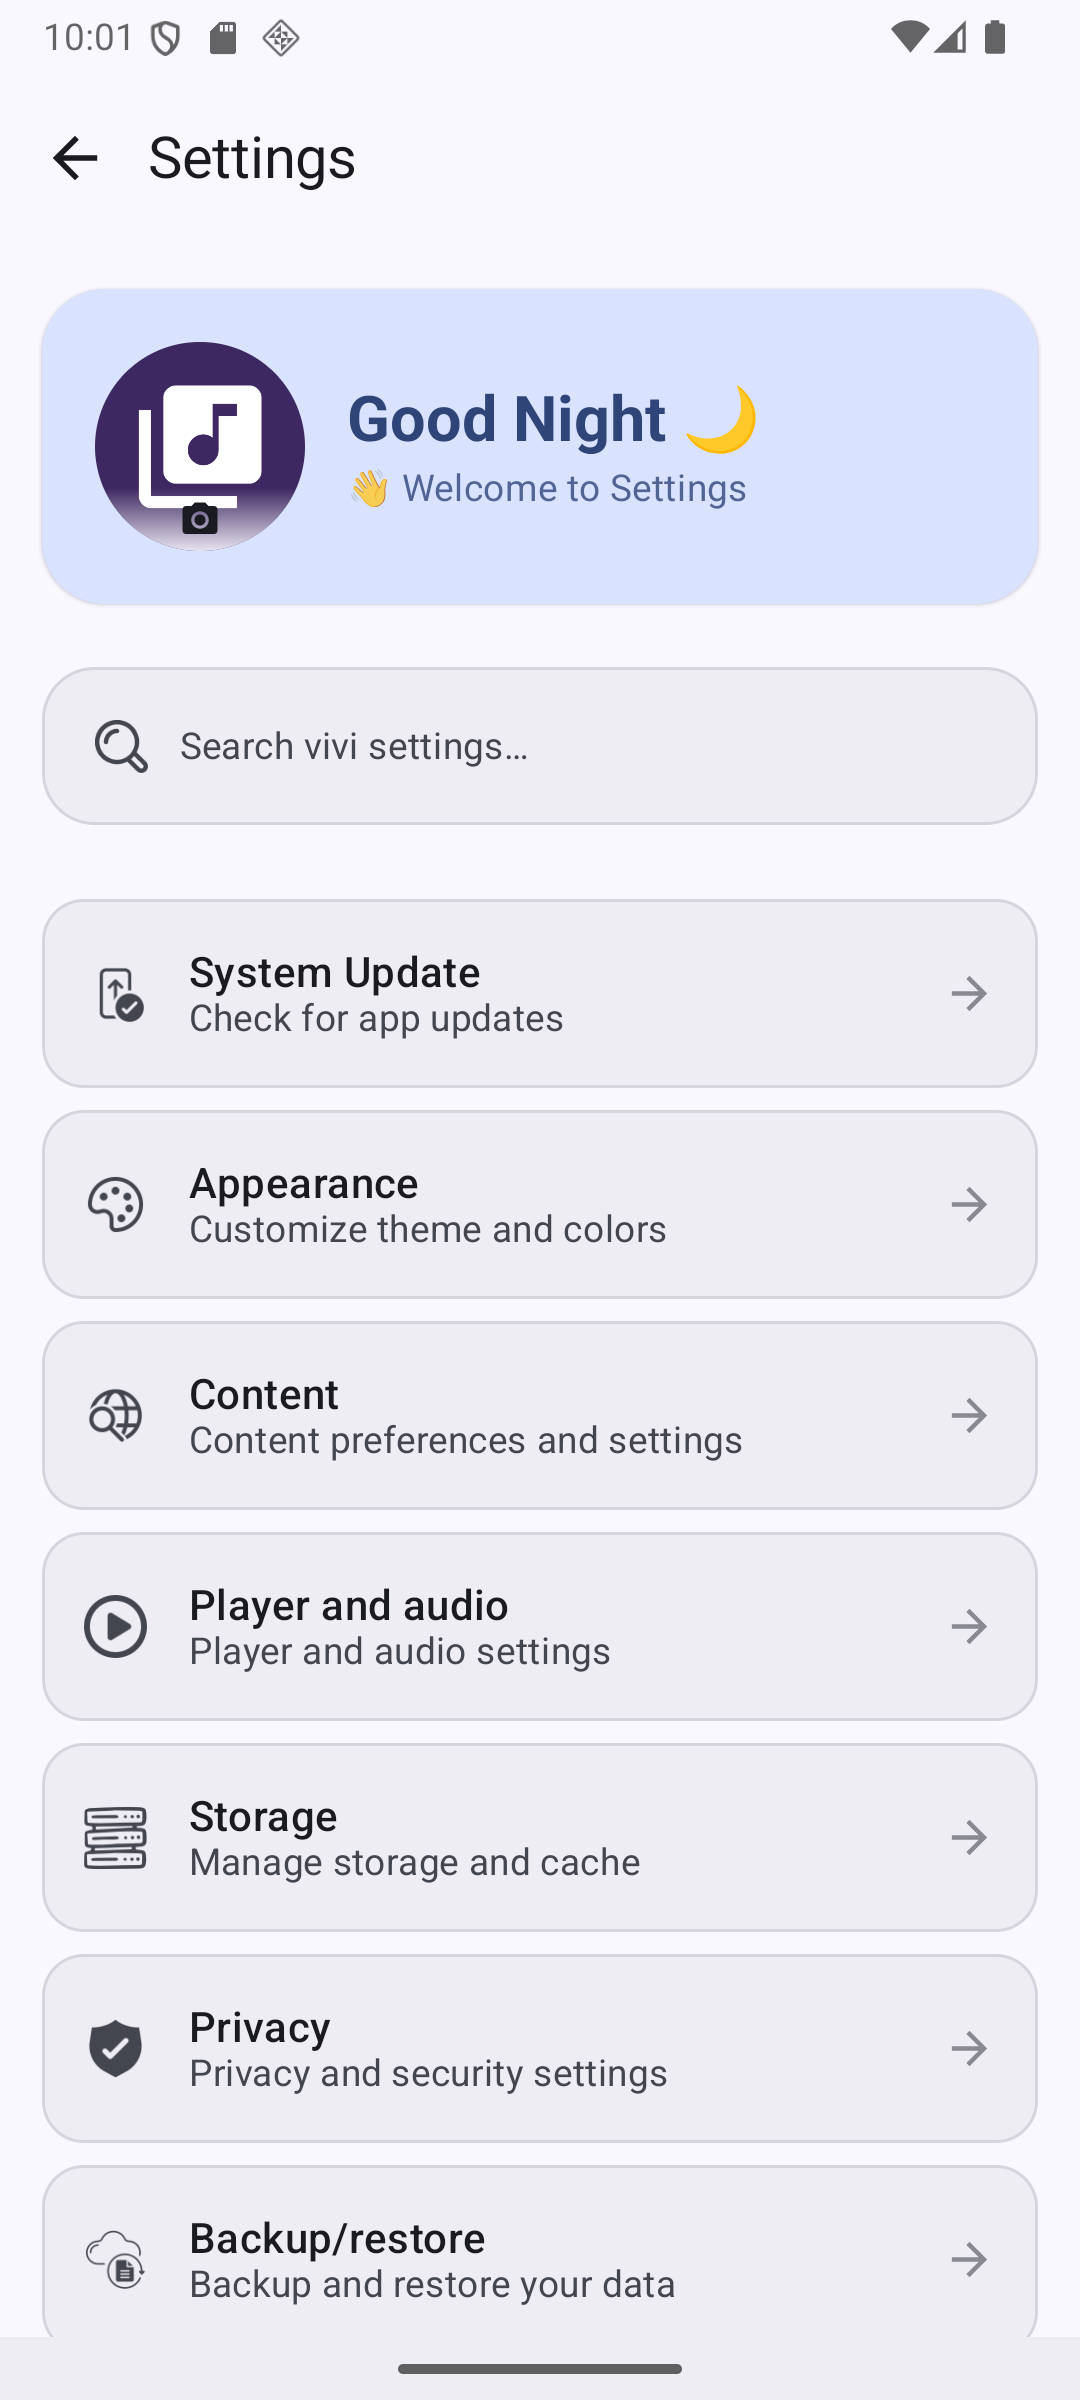 10:01
Settings
Good Night 🌙
👋 Welcome to Settings
Search vivi settings...
System Update
Check for app updates
Appearance
Customize theme and colors
Content
Content preferences and settings
Player and audio
Player and audio settings
Storage
Manage storage and cache
Privacy
Privacy and security settings
Backup/restore
Backup and restore your data